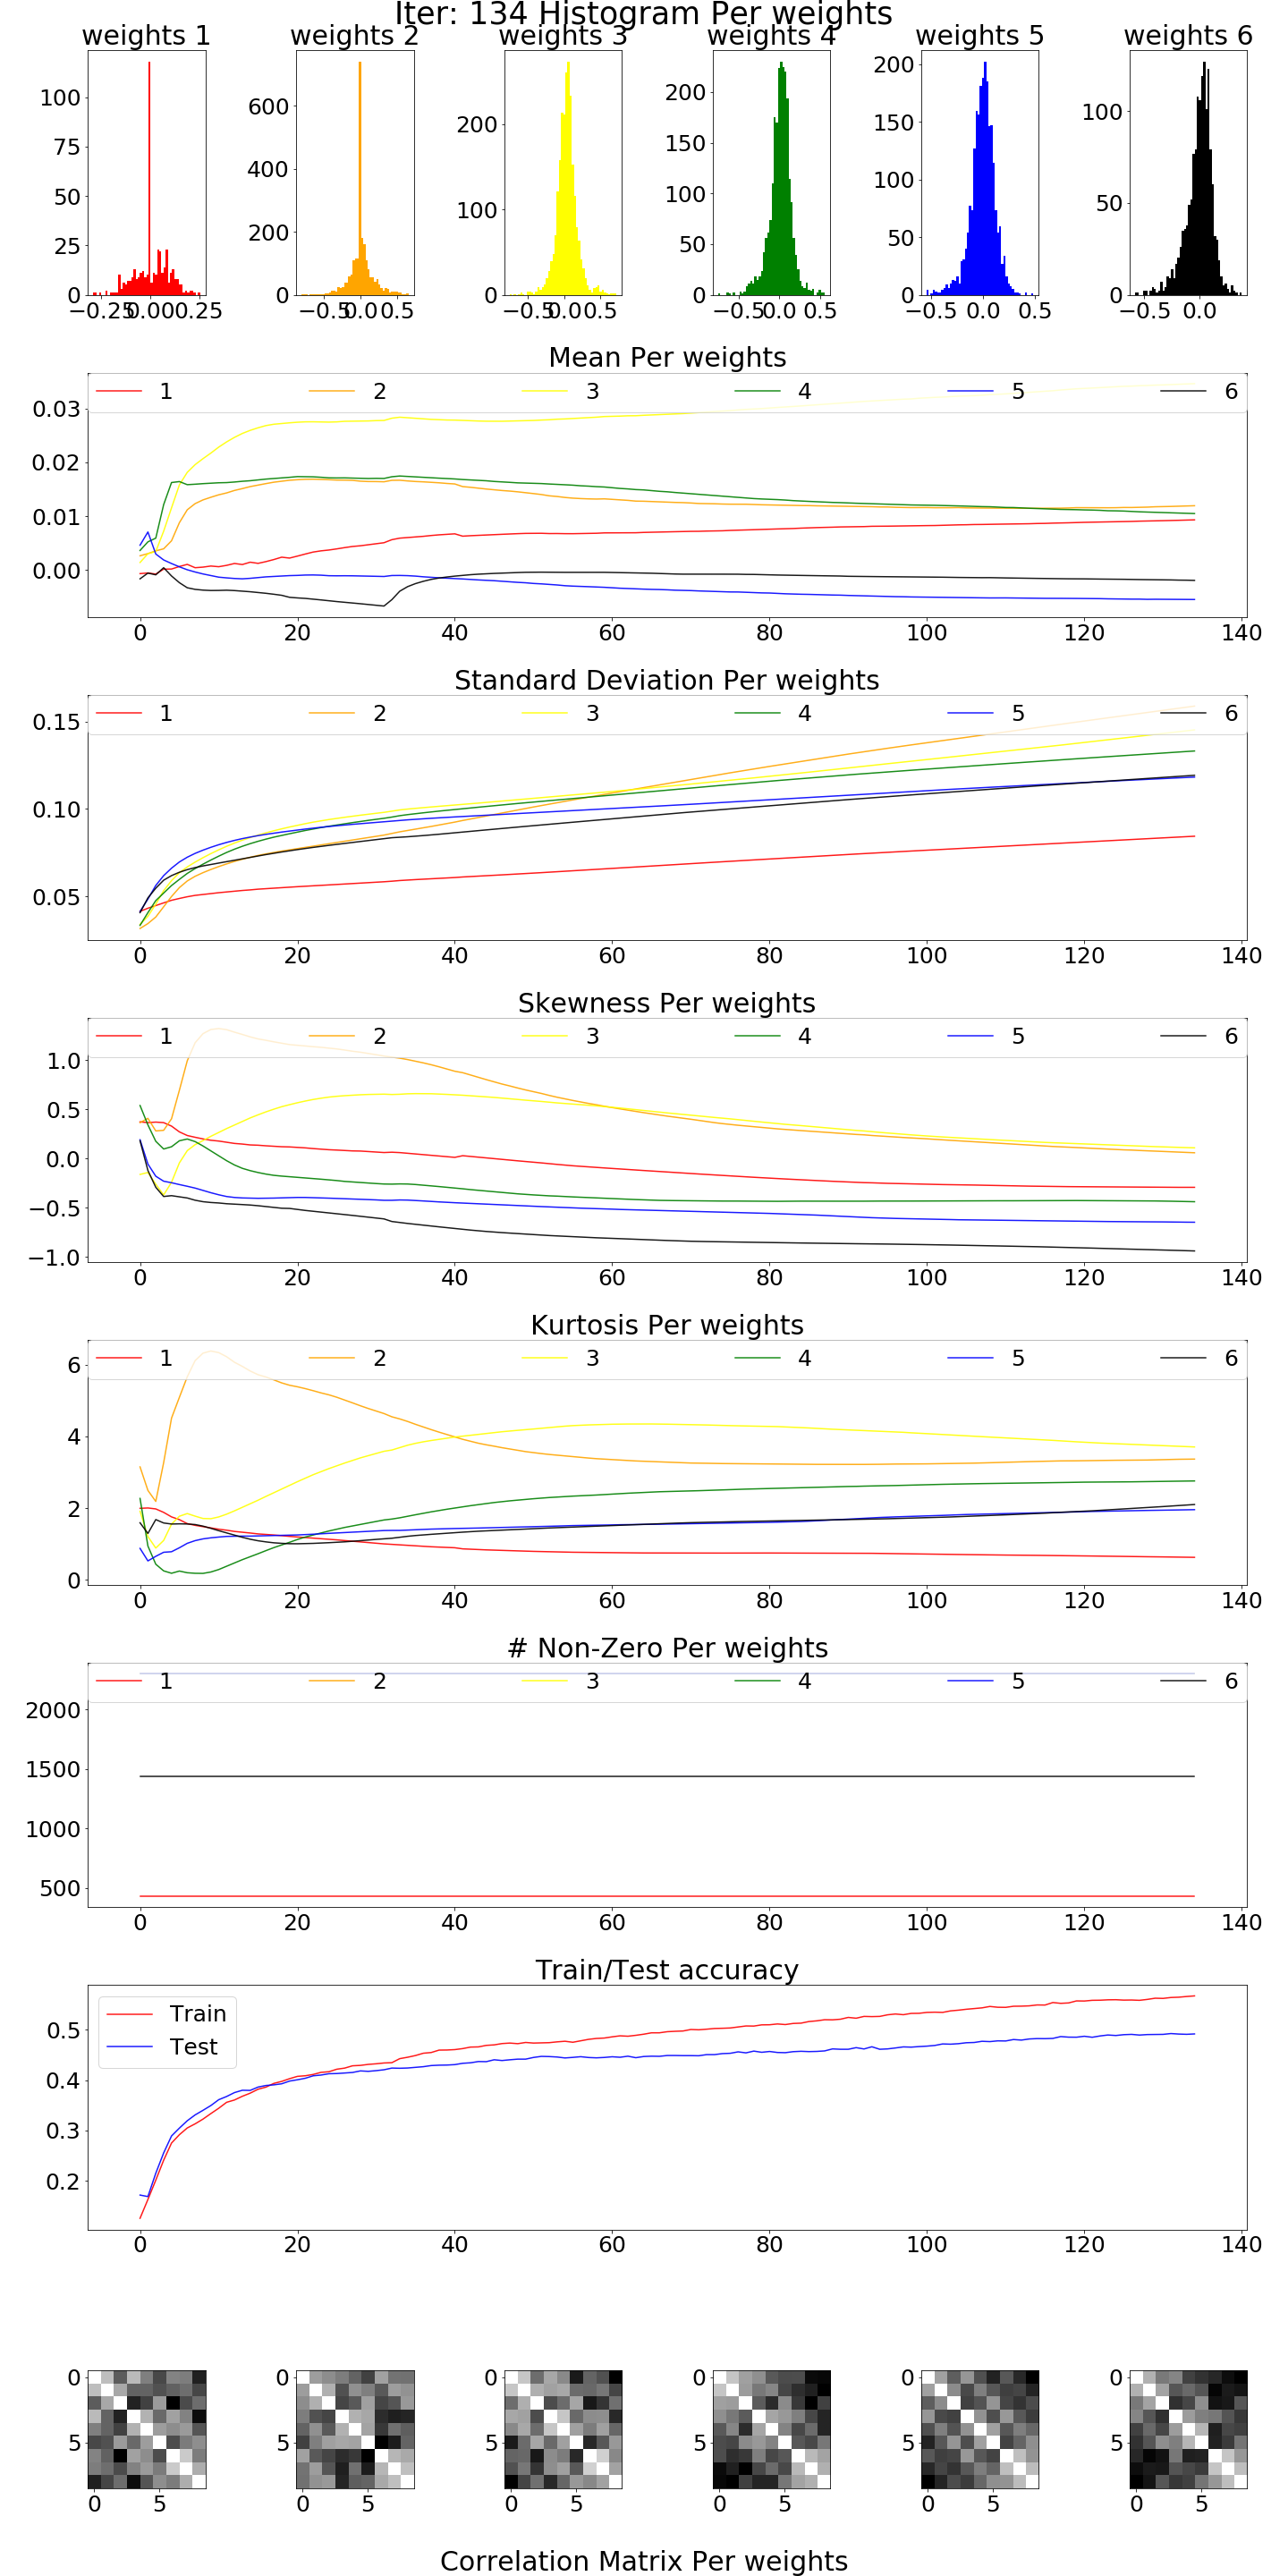 Iter: 134 Histogram Per weights
weights 1 weights 2 weights 3 weights 4 weights 5 weights 6
100
75
50
25
0
−0.25 0.00 0.25
600
400
200
0
−0.5 0.0 0.5
200
100
0
−0.5 0.0 0.5
200
150
100
50
0
−0.5 0.0 0.5
200
150
100
50
0
−0.5 0.0 0.5
100
50
0
−0.5 0.0
Mean Per weights
1 2 3 4 5 6
0.03
0.02
0.01
0.00
0 20 40 60 80 100 120 140
Standard Deviation Per weights
1 2 3 4 5 6
0.15
0.10
0.05
0 20 40 60 80 100 120 140
Skewness Per weights
1 2 3 4 5 6
1.0
0.5
0.0
−0.5
−1.0
0 20 40 60 80 100 120 140
Kurtosis Per weights
1 2 3 4 5 6
6
4
2
0
0 20 40 60 80 100 120 140
# Non-Zero Per weights
1 2 3 4 5 6
2000
1500
1000
500
0 20 40 60 80 100 120 140
Train/Test accuracy
Train
Test
0.5
0.4
0.3
0.2
0 20 40 60 80 100 120 140
0 0 0 0 0 0
5 5 5 5 5 5
0 5 0 5 0 5 0 5 0 5 0 5
Correlation Matrix Per weights